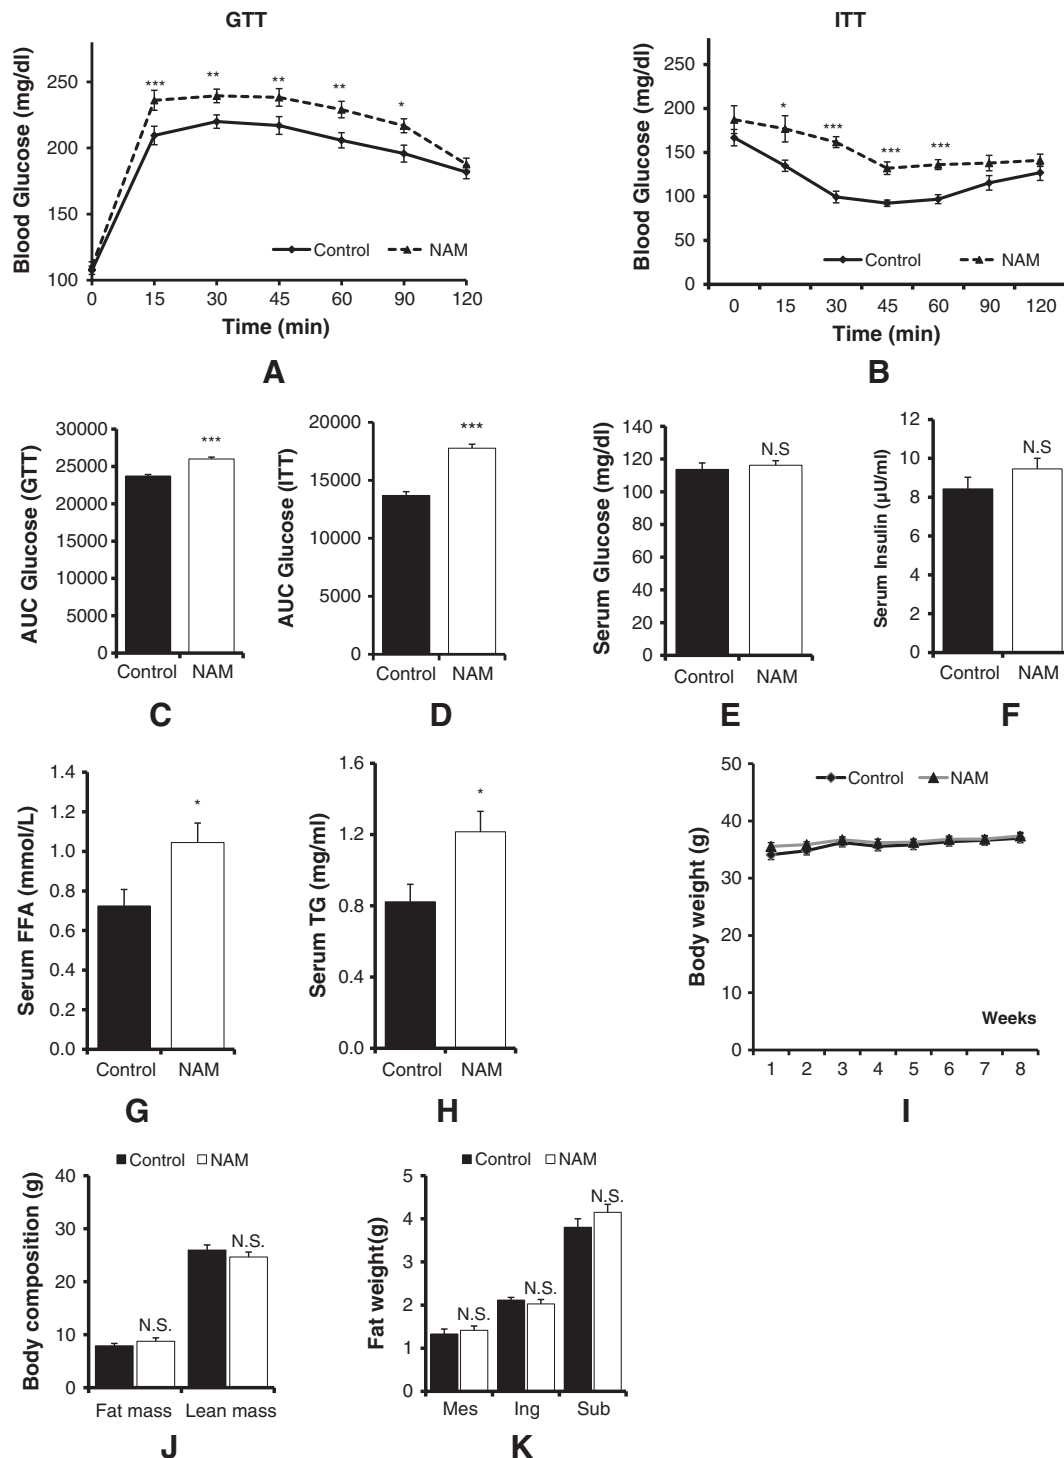 GTT
Blood Glucose (mg/dl)
250
200
150
100
*** ** ** ** *
Control NAM
0 15 30 45 60 90 120
Time (min)
A
ITT
Blood Glucose (mg/dl)
250
200
150
100
50
0
* *** *** ***
Control NAM
0 15 30 45 60 90 120
Time (min)
B
AUC Glucose (GTT)
30000
25000
20000
15000
10000
5000
0
***
Control NAM
C
AUC Glucose (ITT)
20000
15000
10000
5000
0
***
Control NAM
D
Serum Glucose (mg/dl)
140
120
100
80
60
40
20
0
N.S
Control NAM
E
Serum Insulin (μU/ml)
12
10
8
6
4
2
0
N.S
Control NAM
F
Serum FFA (mmol/L)
1.4
1.2
1.0
0.8
0.6
0.4
0.2
0.0
*
Control NAM
G
Serum TG (mg/ml)
1.6
1.2
0.8
0.4
0.0
*
Control NAM
H
Body weight (g)
50
40
30
20
10
0
Control NAM
Weeks
1 2 3 4 5 6 7 8
I
Control NAM
Body composition (g)
40
30
20
10
0
N.S.
N.S.
Fat mass Lean mass
J
Control NAM
Fat weight(g)
5
4
3
2
1
0
N.S.
N.S.
N.S.
Mes Ing Sub
K